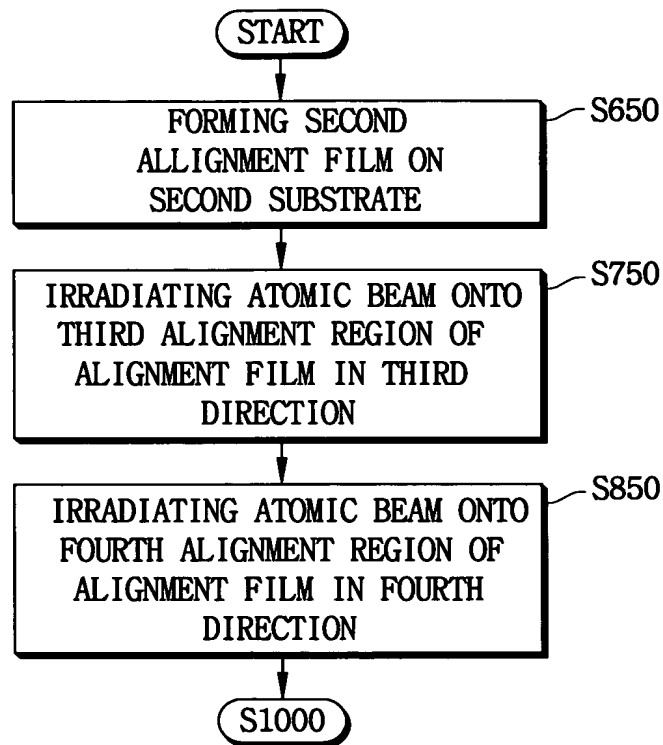 START
FORMING SECOND
ALLIGNMENT FILM ON
SECOND SUBSTRATE
S650
IRRADIATING ATOMIC BEAM ONTO
THIRD ALIGNMENT REGION OF
ALIGNMENT FILM IN THIRD
DIRECTION
S750
IRRADIATING ATOMIC BEAM ONTO
FOURTH ALIGNMENT REGION OF
ALIGNMENT FILM IN FOURTH
DIRECTION
S850
S1000